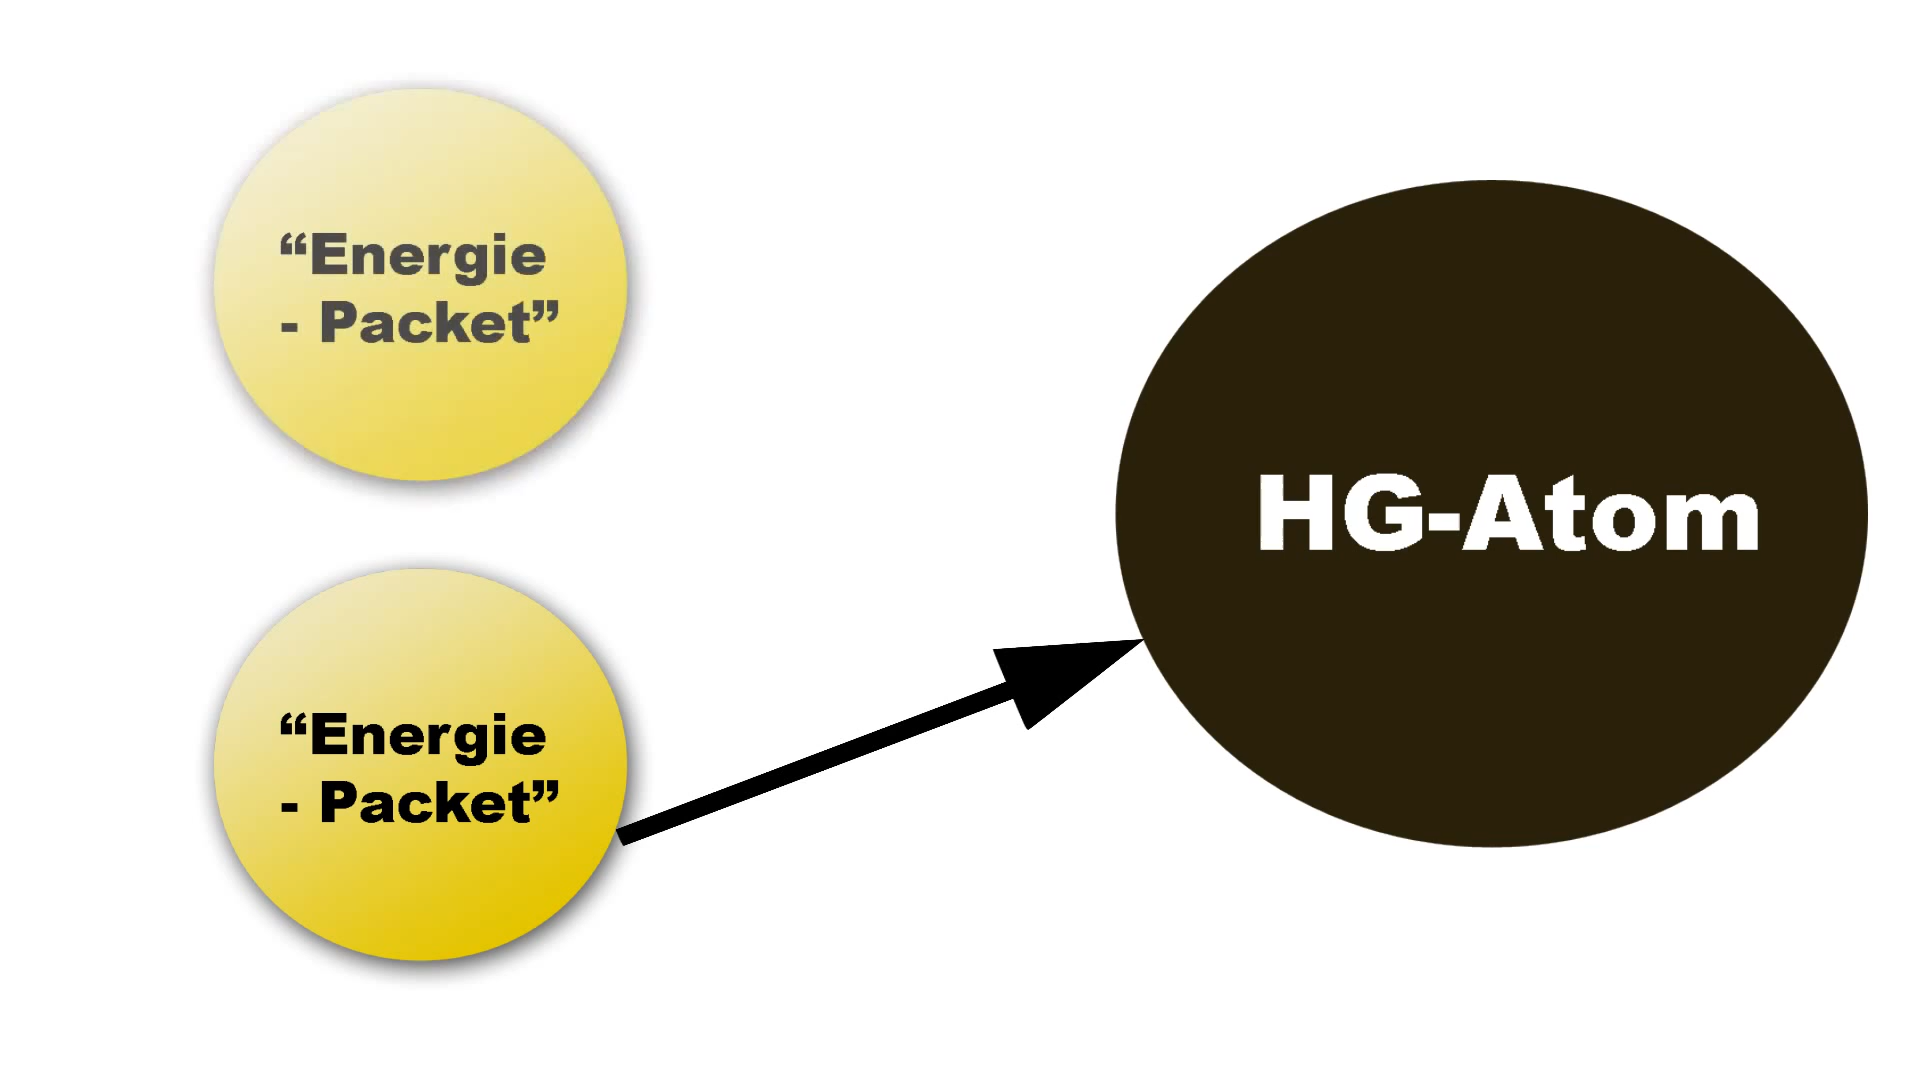 “Energie
- Packet”
“Energie
- Packet”
HG-Atom